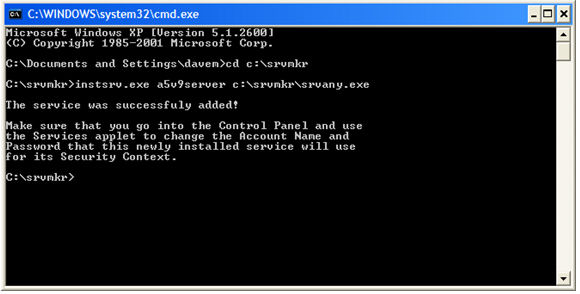 C:\WINDOWS\system32\cmd.exe
Microsoft Windows XP [Version 5.1.2600]
(C) Copyright 1985-2001 Microsoft Corp.
C:\Documents and Settings\davem>cd c:\srvmkr
C:\srvmkr>instsrv.exe a5v9server c:\srvmkr\srvany.exe
The service was successfuly added!
Make sure that you go into the Control Panel and use
the Services applet to change the Account Name and
Password that this newly installed service will use
for its Security Context.
C:\srvmkr>